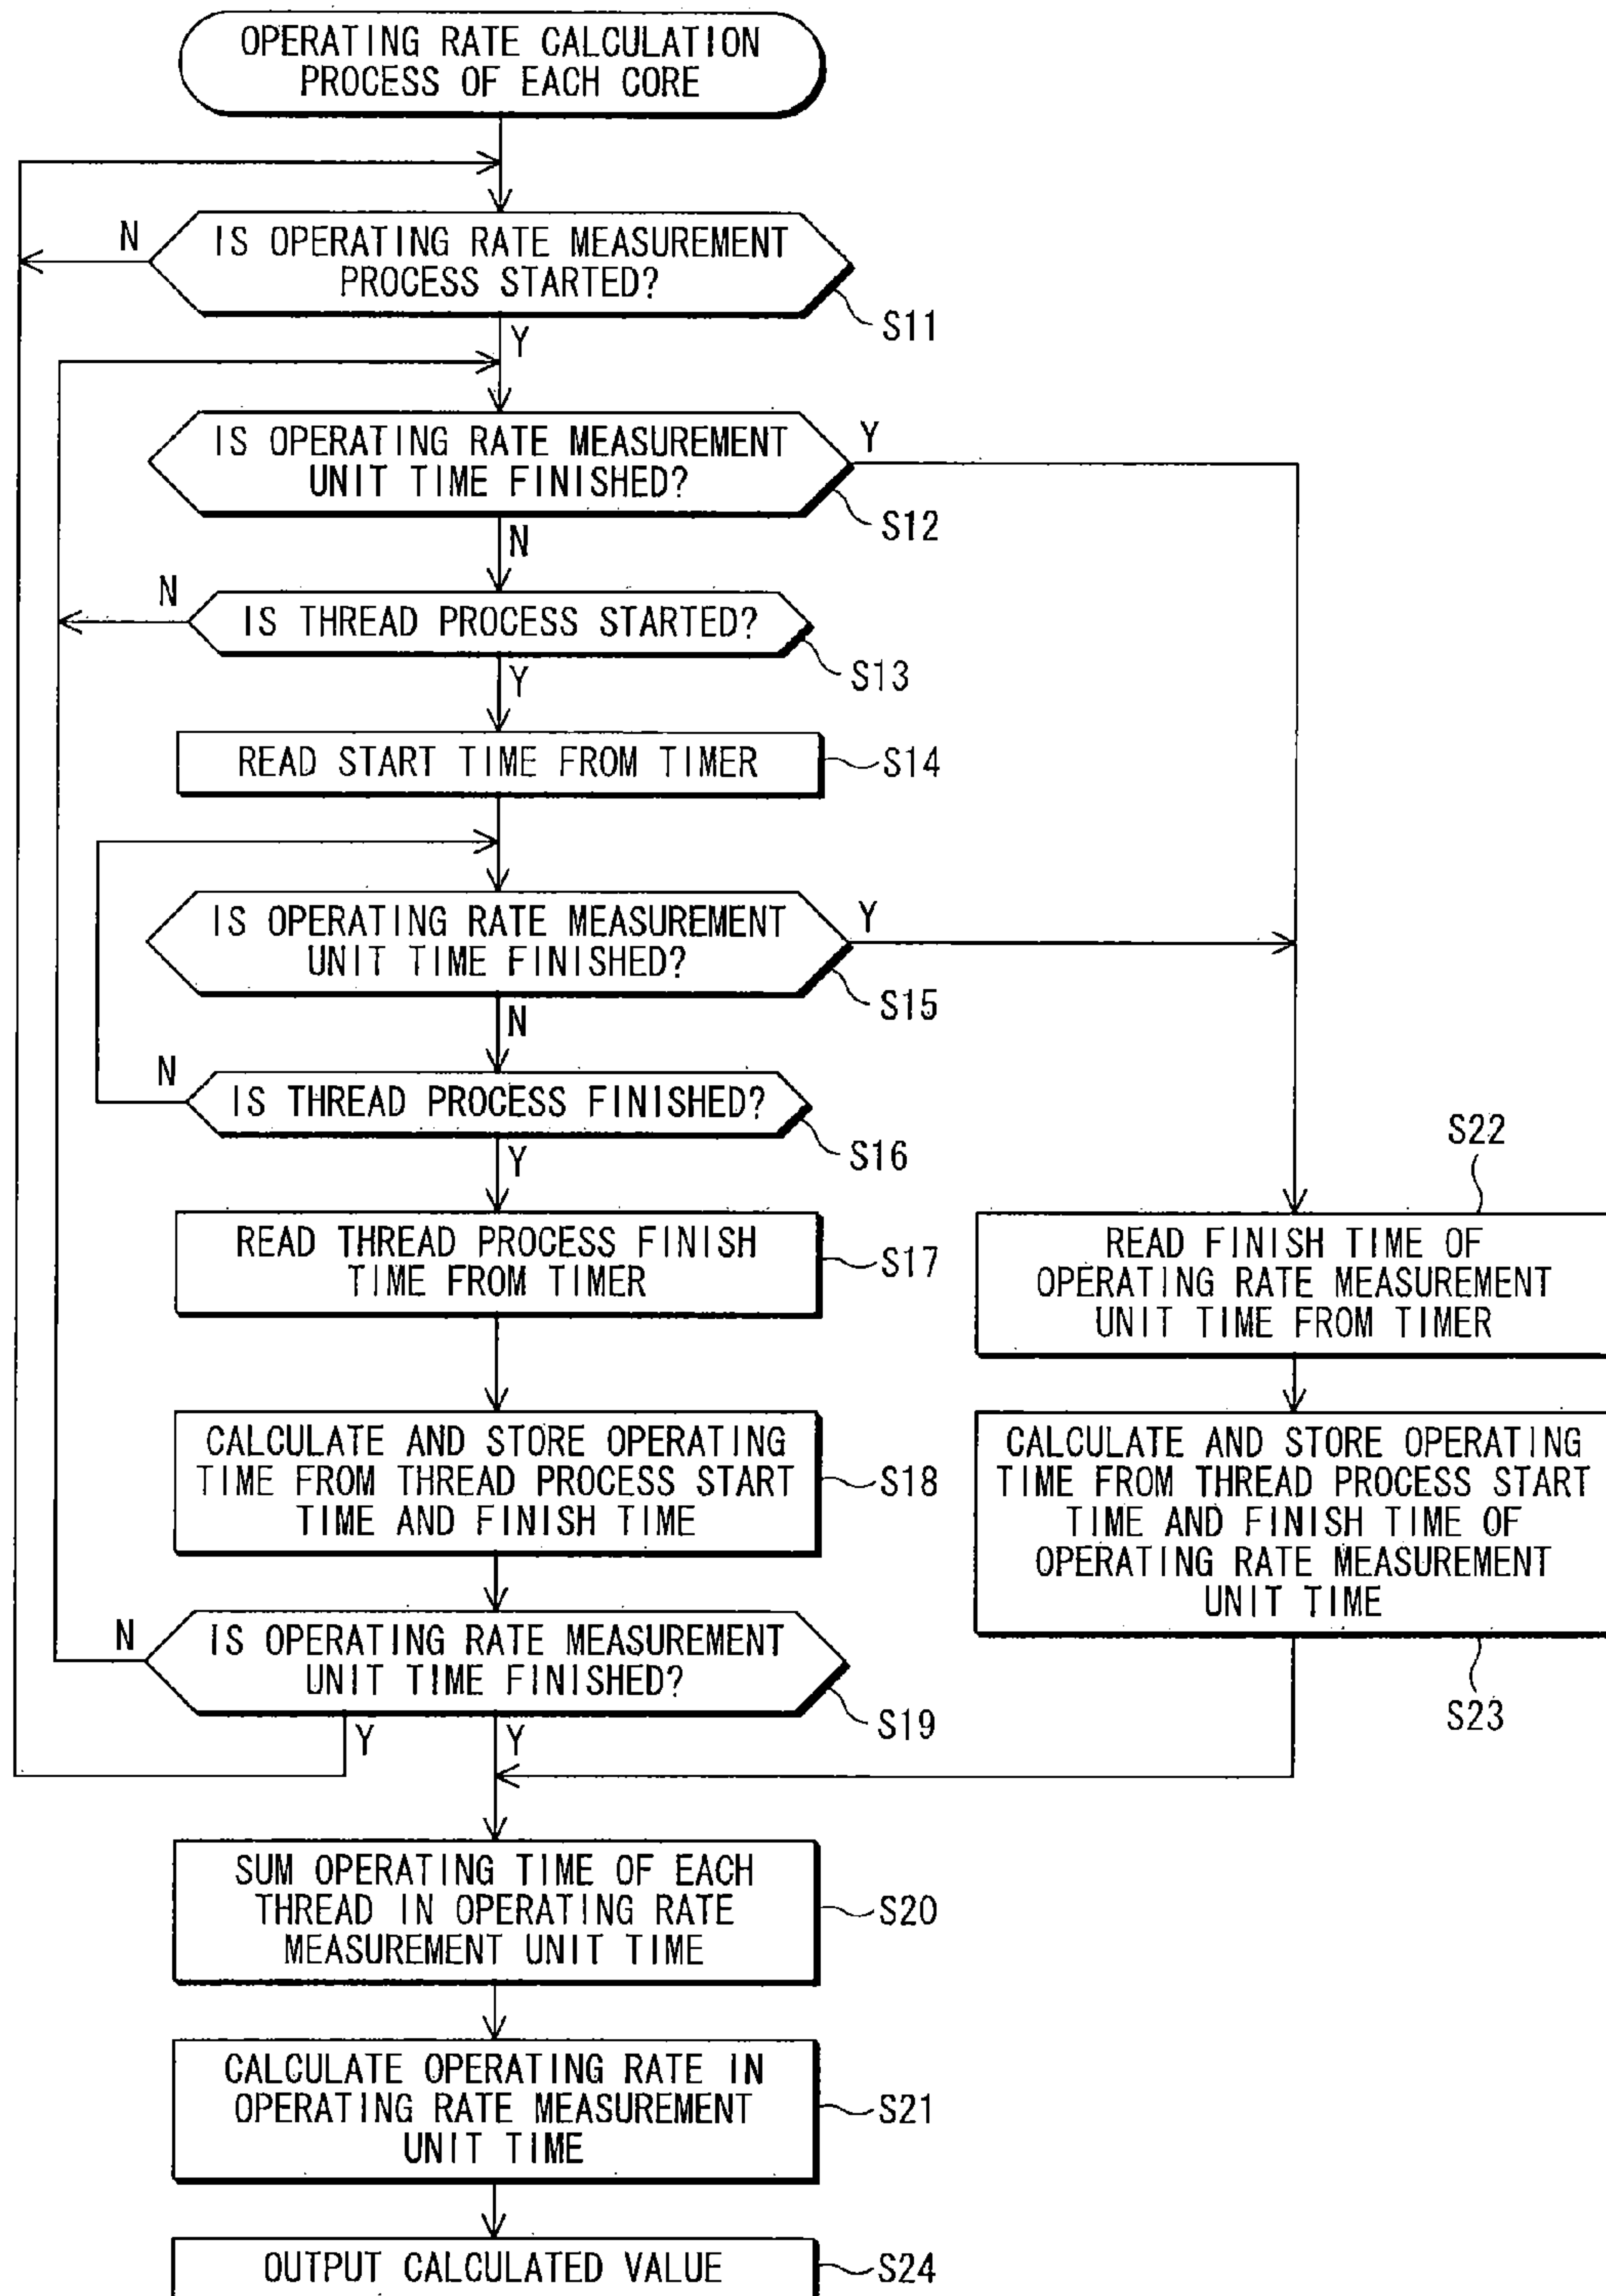 OPERATING RATE CALCULATION
PROCESS OF EACH CORE
N
IS OPERATING RATE MEASUREMENT
PROCESS STARTED?
S11
Y
IS OPERATING RATE MEASUREMENT
UNIT TIME FINISHED?
Y
S12
N
N
IS THREAD PROCESS STARTED?
S13
Y
READ START TIME FROM TIMER
S14
IS OPERATING RATE MEASUREMENT
UNIT TIME FINISHED?
Y
S15
N
N
IS THREAD PROCESS FINISHED?
S16
Y
READ THREAD PROCESS FINISH
TIME FROM TIMER
S17
S22
READ FINISH TIME OF
OPERATING RATE MEASUREMENT
UNIT TIME FROM TIMER
CALCULATE AND STORE OPERATING
TIME FROM THREAD PROCESS START
TIME AND FINISH TIME
S18
CALCULATE AND STORE OPERATING
TIME FROM THREAD PROCESS START
TIME AND FINISH TIME OF
OPERATING RATE MEASUREMENT
UNIT TIME
S23
N
IS OPERATING RATE MEASUREMENT
UNIT TIME FINISHED?
S19
Y
Y
SUM OPERATING TIME OF EACH
THREAD IN OPERATING RATE
MEASUREMENT UNIT TIME
S20
CALCULATE OPERATING RATE IN
OPERATING RATE MEASUREMENT
UNIT TIME
S21
OUTPUT CALCULATED VALUE
S24